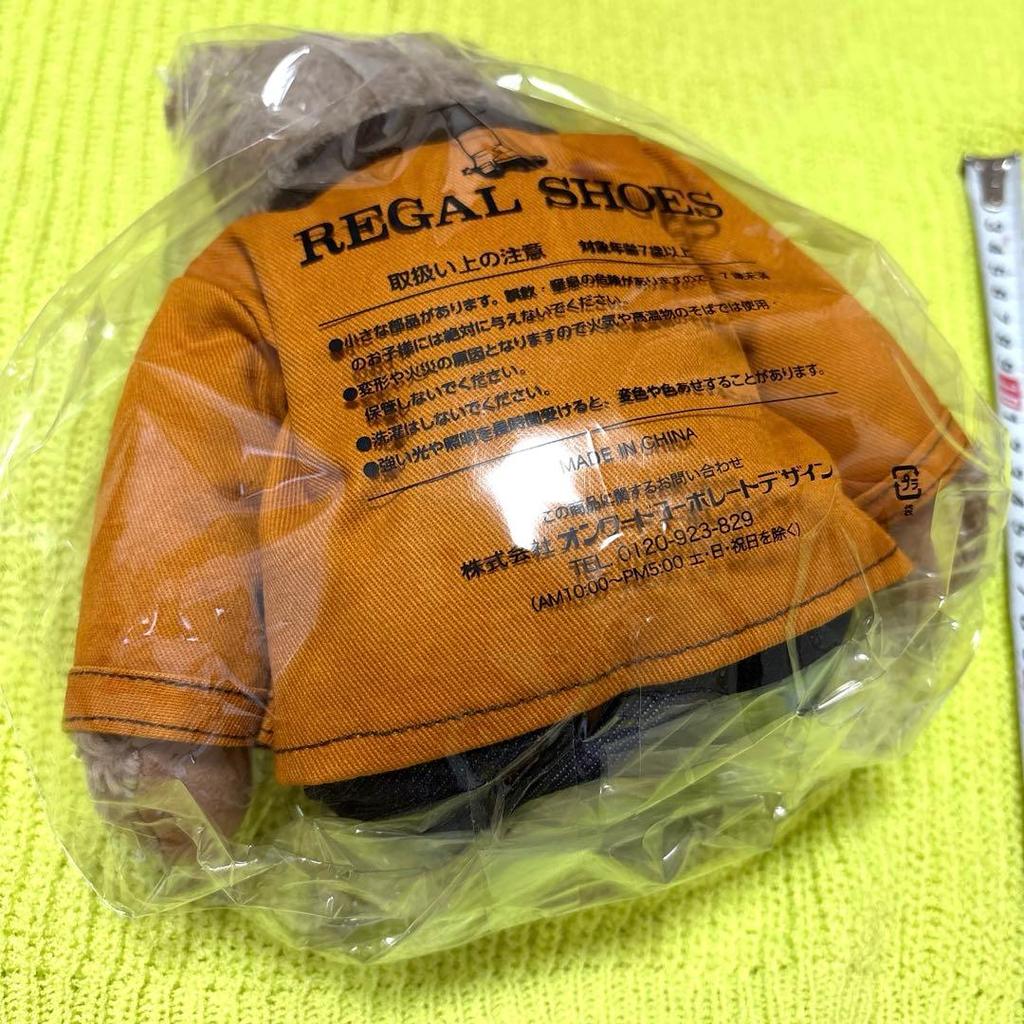 REGAL SHOES
取扱い上の注意 対象年齢7歳以上
●小さな部品があります。誤飲・窒息の危険がありますので、7歳未満
のお子様には絶対に与えないでください。
●変形や火災の原因となりますので火気や高温物のそばでは使用・
保管しないでください。
●洗濯はしないでください。
●強い光や照明を長時間受けると、変色や色あせすることがあります。
MADE IN CHINA
この商品に関するお問い合わせ
株式会社 オンワードコーポレートデザイン
TEL 0120-923-829
(AM10:00〜PM5:00 土・日・祝日を除く)
プラ
袋